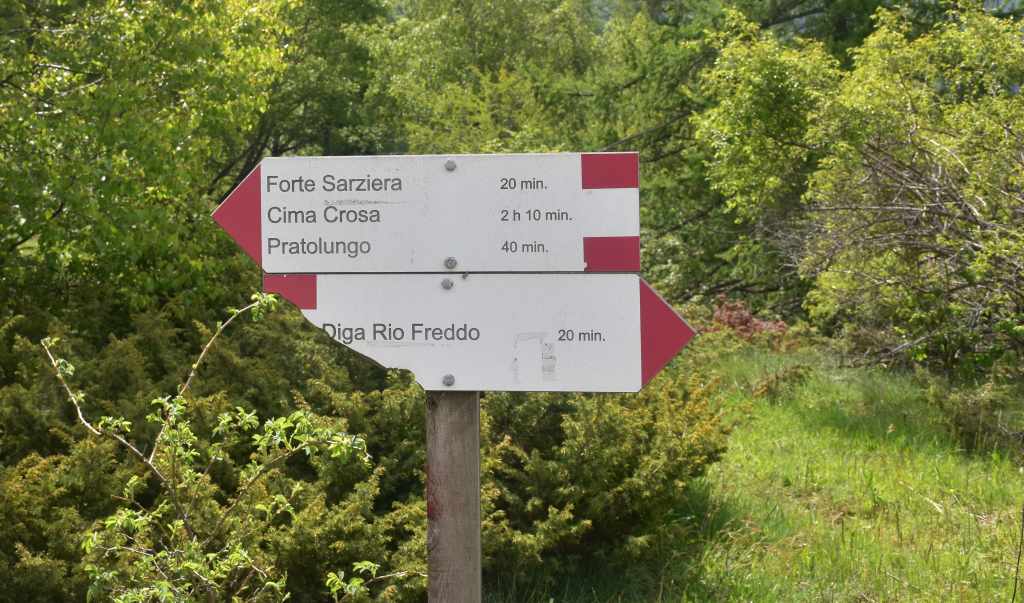 Forte Sarziera 20 min.
Cima Crosa 2 h 10 min.
Pratolungo 40 min.
Diga Rio Freddo 20 min.